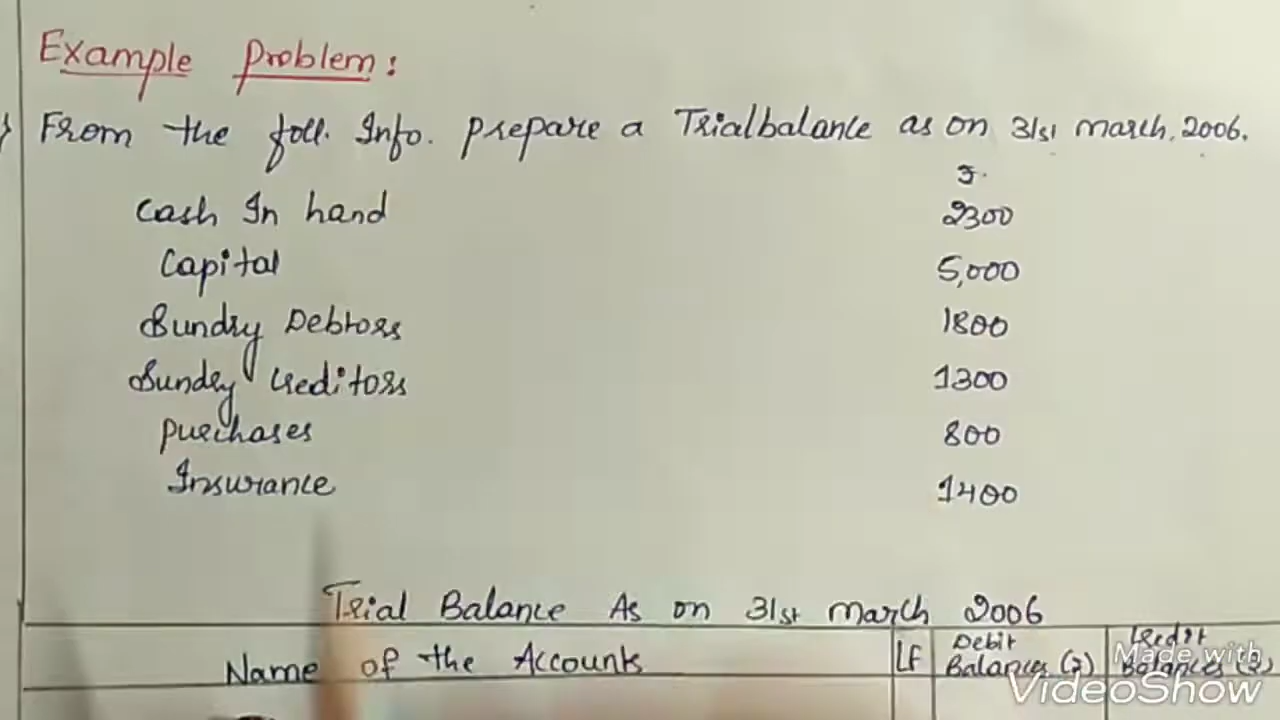 Example Problem:
From the foll. Info. prepare a Trialbalance as on 31st march. 2006.
Cash In hand 2300
Capital 5,000
Sundry Debtors 1800
Sundry Creditors 1300
Purchases 800
Insurance 1400
Trial Balance As on 31st march 2006
Name of the Accounts LF Debit Balances (₹) Credit Balances (₹)
Made with
VideoShow